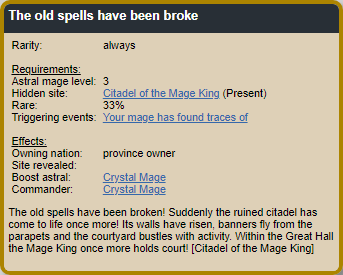 The old spells have been broke
Rarity: always
Requirements:
Astral mage level: 3
Hidden site: Citadel of the Mage King (Present)
Rare: 33%
Triggering events: Your mage has found traces of
Effects:
Owning nation: province owner
Site revealed:
Boost astral: Crystal Mage
Commander: Crystal Mage
The old spells have been broken! Suddenly the ruined citadel has
come to life once more! Its walls have risen, banners fly from the
parapets and the courtyard bustles with activity. Within the Great Hall
the Mage King once more holds court! [Citadel of the Mage King]